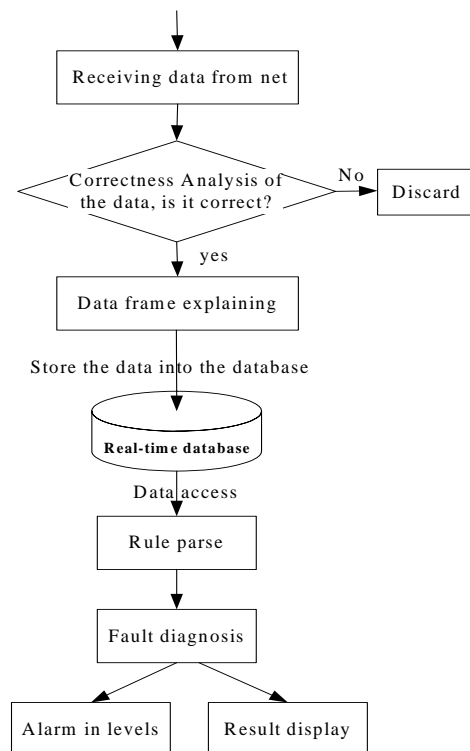 Receiving data from net
Correctness Analysis of
the data, is it correct?
No
Discard
yes
Data frame explaining
Store the data into the database
Real-time database
Data access
Rule parse
Fault diagnosis
Alarm in levels
Result display